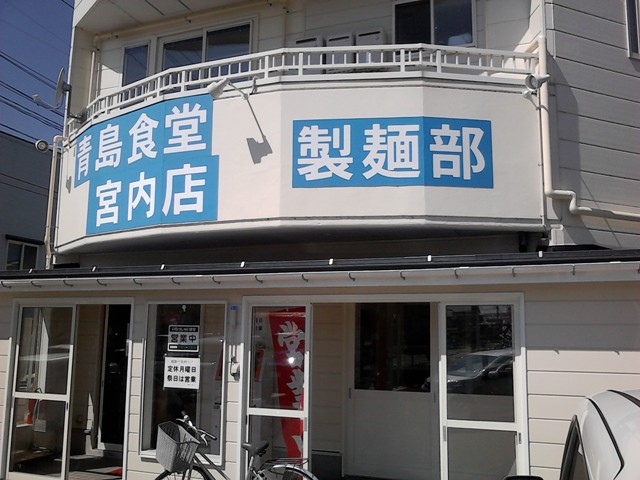 青島食堂
宮内店
製麺部
営業中
定休月曜日
祭日は営業